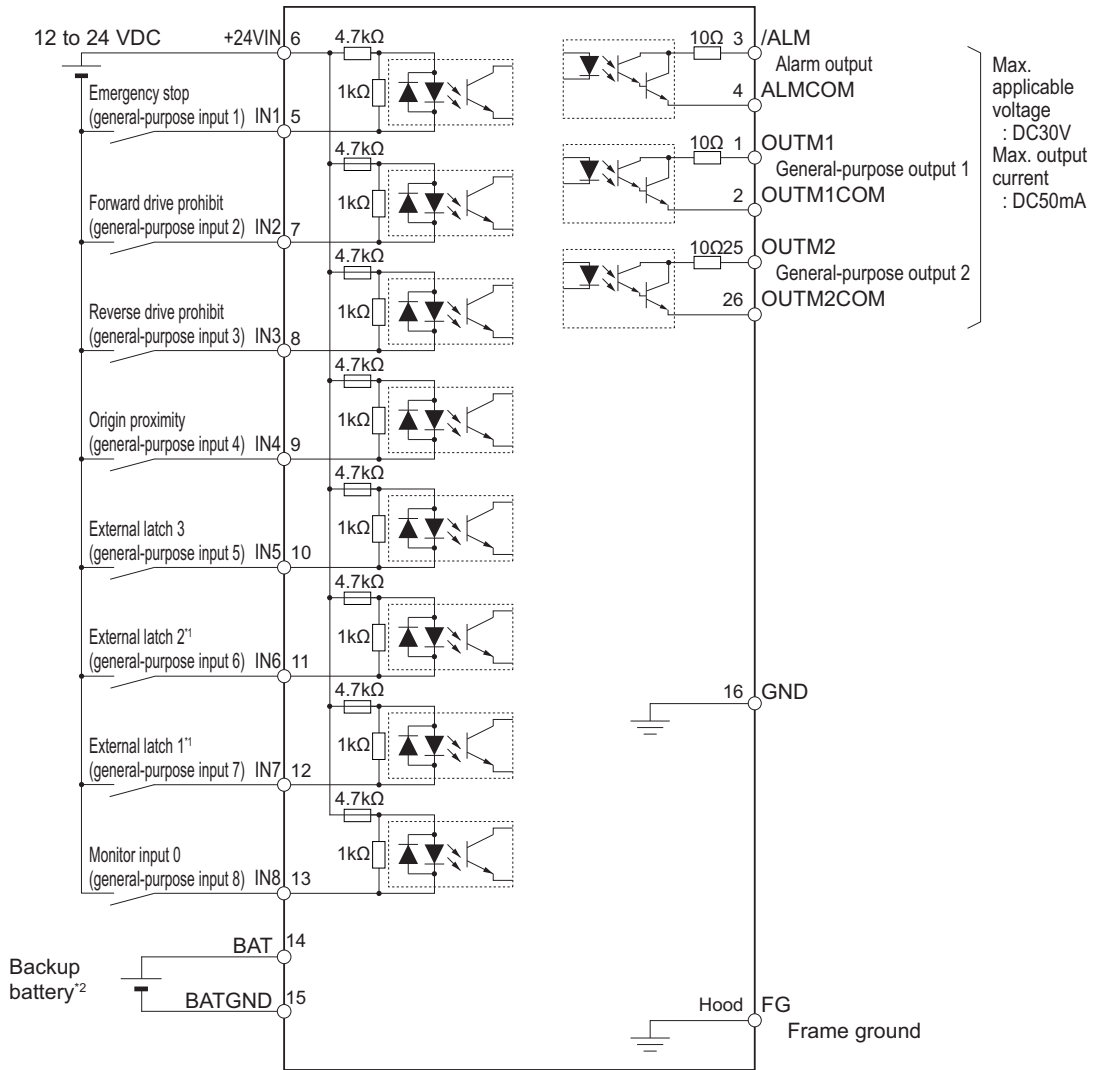 12 to 24 VDC
+24VIN 6
4.7kΩ
1kΩ
Emergency stop
(general-purpose input 1) IN1 5
4.7kΩ
1kΩ
Forward drive prohibit
(general-purpose input 2) IN2 7
4.7kΩ
1kΩ
Reverse drive prohibit
(general-purpose input 3) IN3 8
4.7kΩ
1kΩ
Origin proximity
(general-purpose input 4) IN4 9
4.7kΩ
1kΩ
External latch 3
(general-purpose input 5) IN5 10
4.7kΩ
1kΩ
External latch 2*1
(general-purpose input 6) IN6 11
4.7kΩ
1kΩ
External latch 1*1
(general-purpose input 7) IN7 12
4.7kΩ
1kΩ
Monitor input 0
(general-purpose input 8) IN8 13
BAT 14
Backup
battery*2
BATGND 15
10Ω 3 /ALM
Alarm output
4 ALMCOM
10Ω 1 OUTM1
General-purpose output 1
2 OUTM1COM
10Ω 25 OUTM2
General-purpose output 2
26 OUTM2COM
Max.
applicable
voltage
: DC30V
Max. output
current
: DC50mA
16 GND
Hood FG
Frame ground